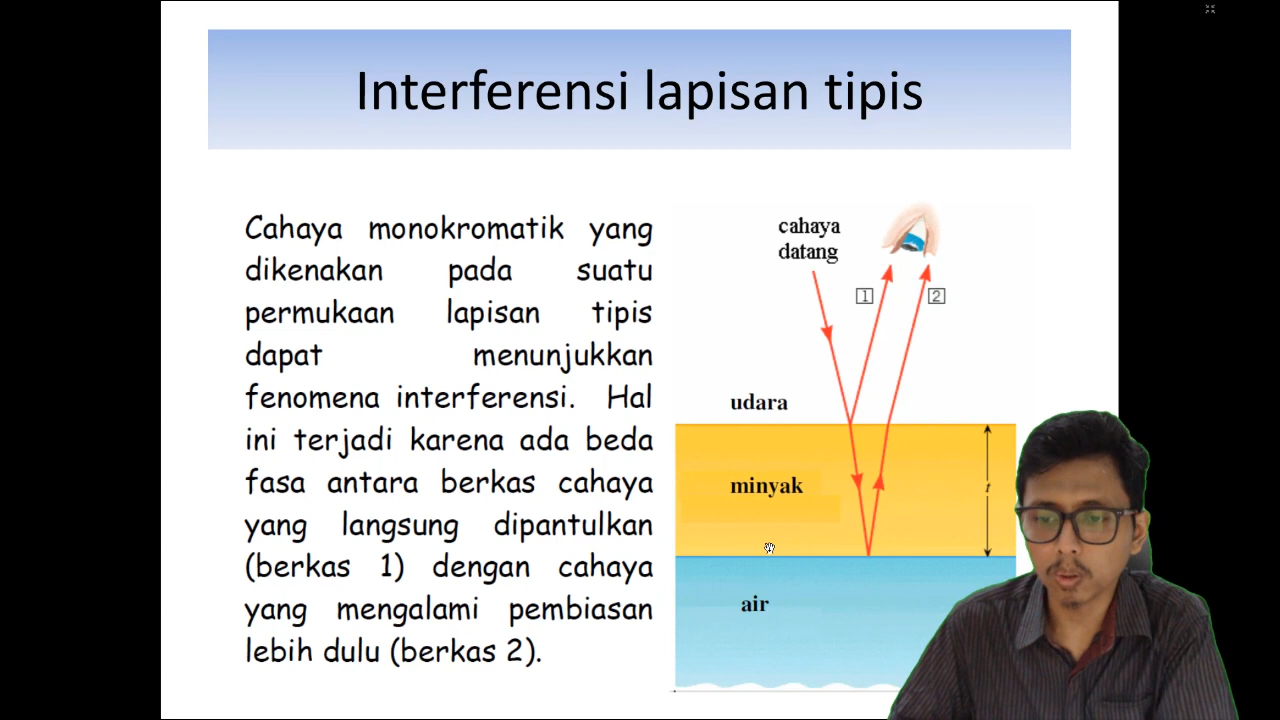 Interferensi lapisan tipis
Cahaya monokromatik yang
dikenakan pada suatu
permukaan lapisan tipis
dapat menunjukkan
fenomena interferensi. Hal
ini terjadi karena ada beda
fasa antara berkas cahaya
yang langsung dipantulkan
(berkas 1) dengan cahaya
yang mengalami pembiasan
lebih dulu (berkas 2).
cahaya
datang
1
2
udara
minyak
t
air